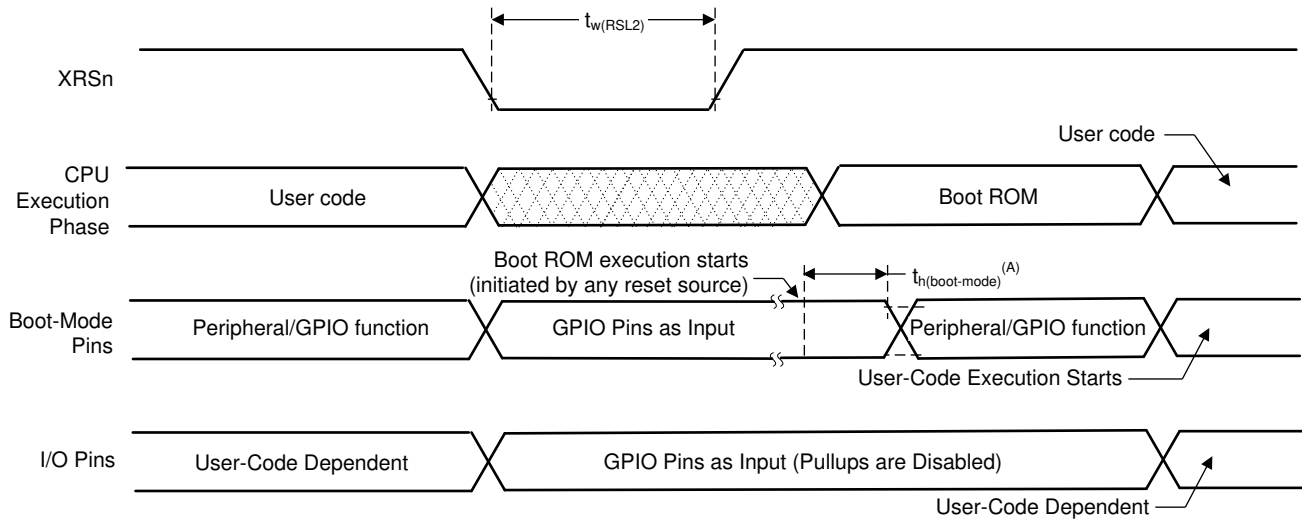 tw(RSL2)
XRSn
User code
CPU
Execution
Phase
User code
Boot ROM
Boot ROM execution starts
(initiated by any reset source)
th(boot-mode)(A)
Boot-Mode
Pins
Peripheral/GPIO function
GPIO Pins as Input
Peripheral/GPIO function
User-Code Execution Starts
I/O Pins
User-Code Dependent
GPIO Pins as Input (Pullups are Disabled)
User-Code Dependent